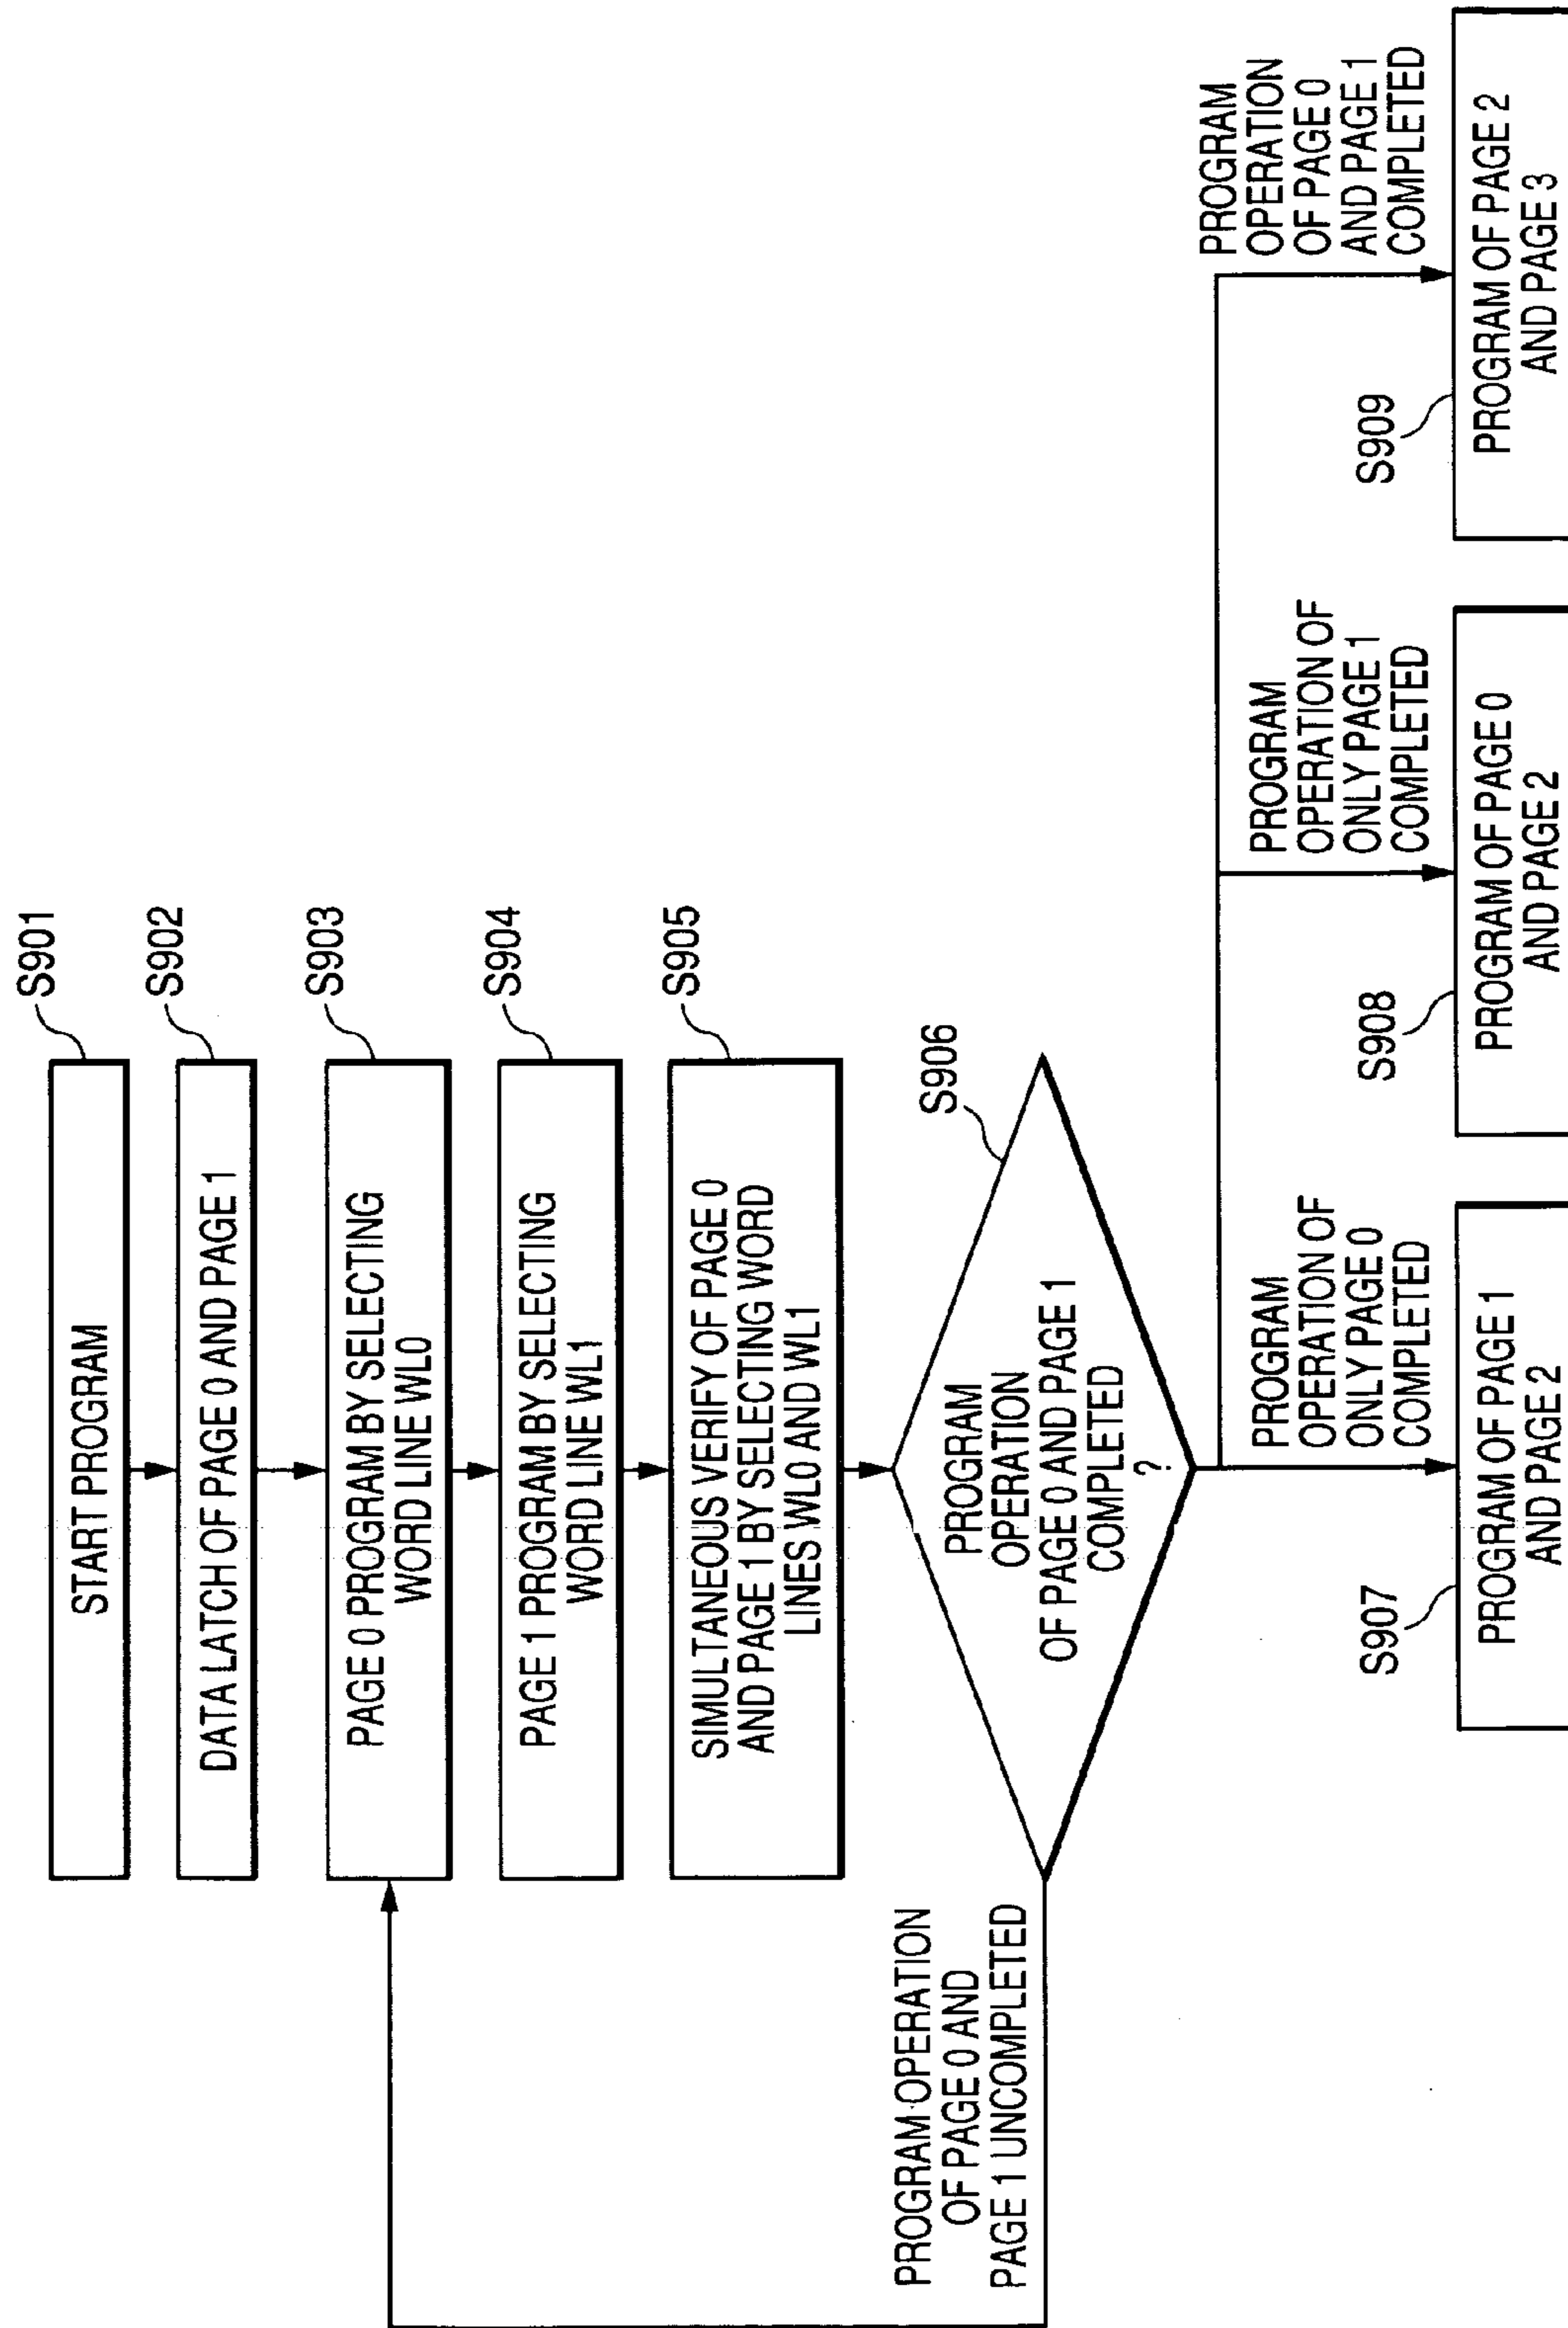 START PROGRAM
S901
DATA LATCH OF PAGE 0 AND PAGE 1
S902
PAGE 0 PROGRAM BY SELECTING
WORD LINE WL0
S903
PAGE 1 PROGRAM BY SELECTING
WORD LINE WL1
S904
SIMULTANEOUS VERIFY OF PAGE 0
AND PAGE 1 BY SELECTING WORD
LINES WL0 AND WL1
S905
PROGRAM
OPERATION
OF PAGE 0 AND PAGE 1
COMPLETED
?
S906
PROGRAM OPERATION
OF PAGE 0 AND
PAGE 1 UNCOMPLETED
PROGRAM
OPERATION OF
ONLY PAGE 0
COMPLETED
S907
PROGRAM OF PAGE 1
AND PAGE 2
PROGRAM
OPERATION OF
ONLY PAGE 1
COMPLETED
S908
PROGRAM OF PAGE 0
AND PAGE 2
PROGRAM
OPERATION
OF PAGE 0
AND PAGE 1
COMPLETED
S909
PROGRAM OF PAGE 2
AND PAGE 3